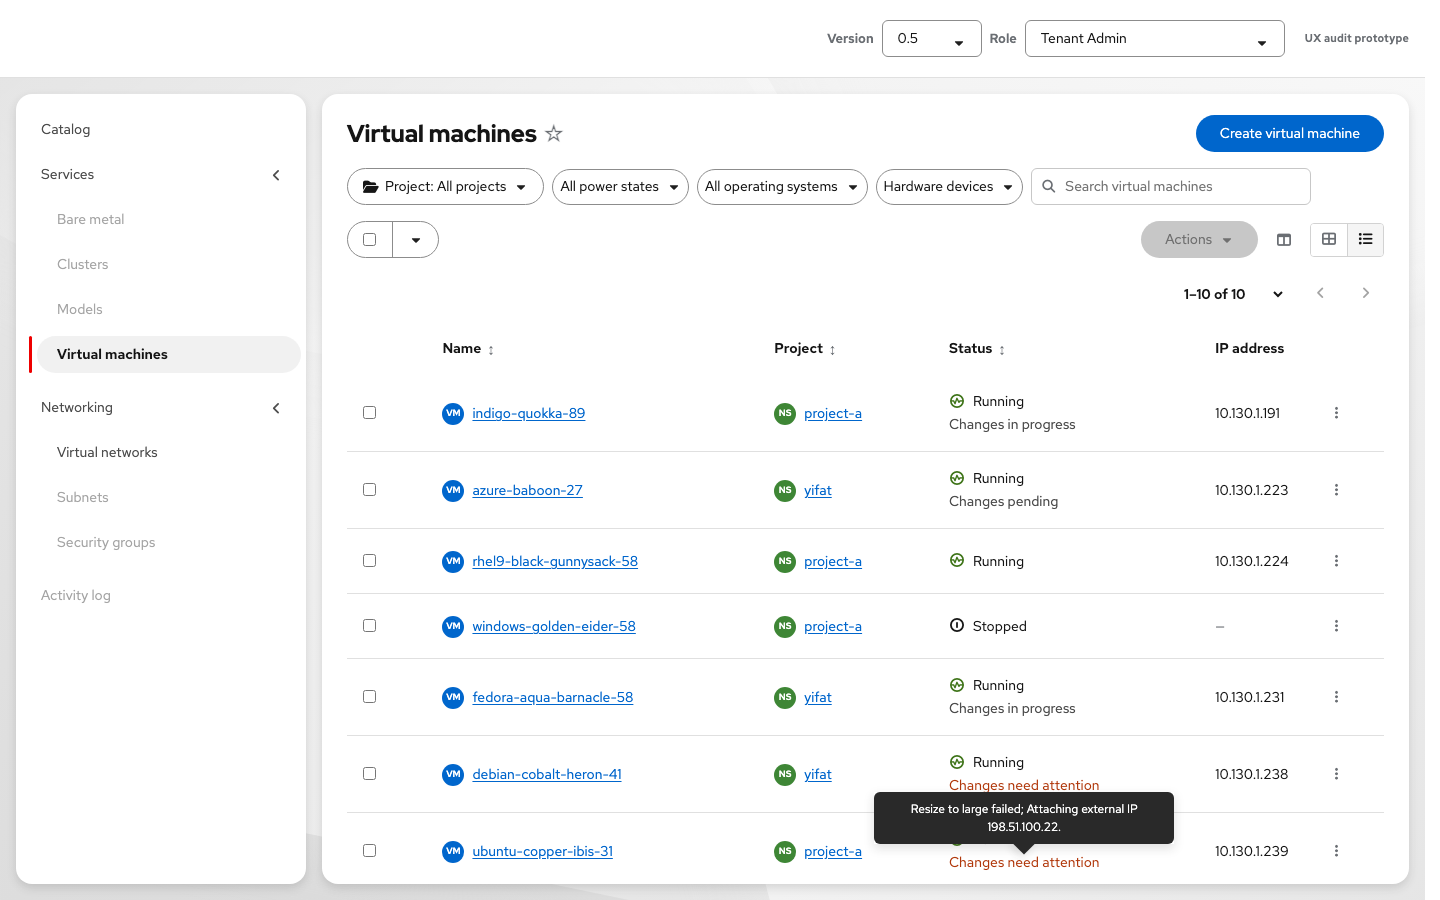 Version 0.5 Role Tenant Admin UX audit prototype
Catalog
Services
Bare metal
Clusters
Models
Virtual machines
Networking
Virtual networks
Subnets
Security groups
Activity log
Virtual machines
Create virtual machine
Project: All projects All power states All operating systems Hardware devices Search virtual machines
Actions
1–10 of 10
Name Project Status IP address
VM indigo-quokka-89 NS project-a Running 10.130.1.191
Changes in progress
VM azure-baboon-27 NS yifat Running 10.130.1.223
Changes pending
VM rhel9-black-gunnysack-58 NS project-a Running 10.130.1.224
VM windows-golden-eider-58 NS project-a Stopped –
VM fedora-aqua-barnacle-58 NS yifat Running 10.130.1.231
Changes in progress
VM debian-cobalt-heron-41 NS yifat Running 10.130.1.238
Changes need attention
Resize to large failed; Attaching external IP
198.51.100.22.
VM ubuntu-copper-ibis-31 NS project-a 10.130.1.239
Changes need attention